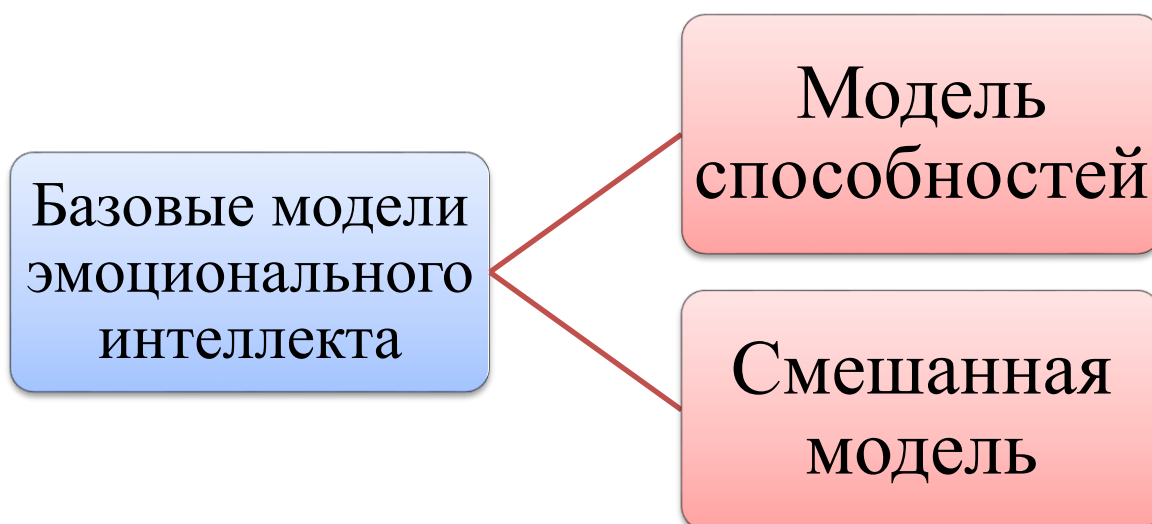 Базовые модели
эмоционального
интеллекта
Модель
способностей
Смешанная
модель